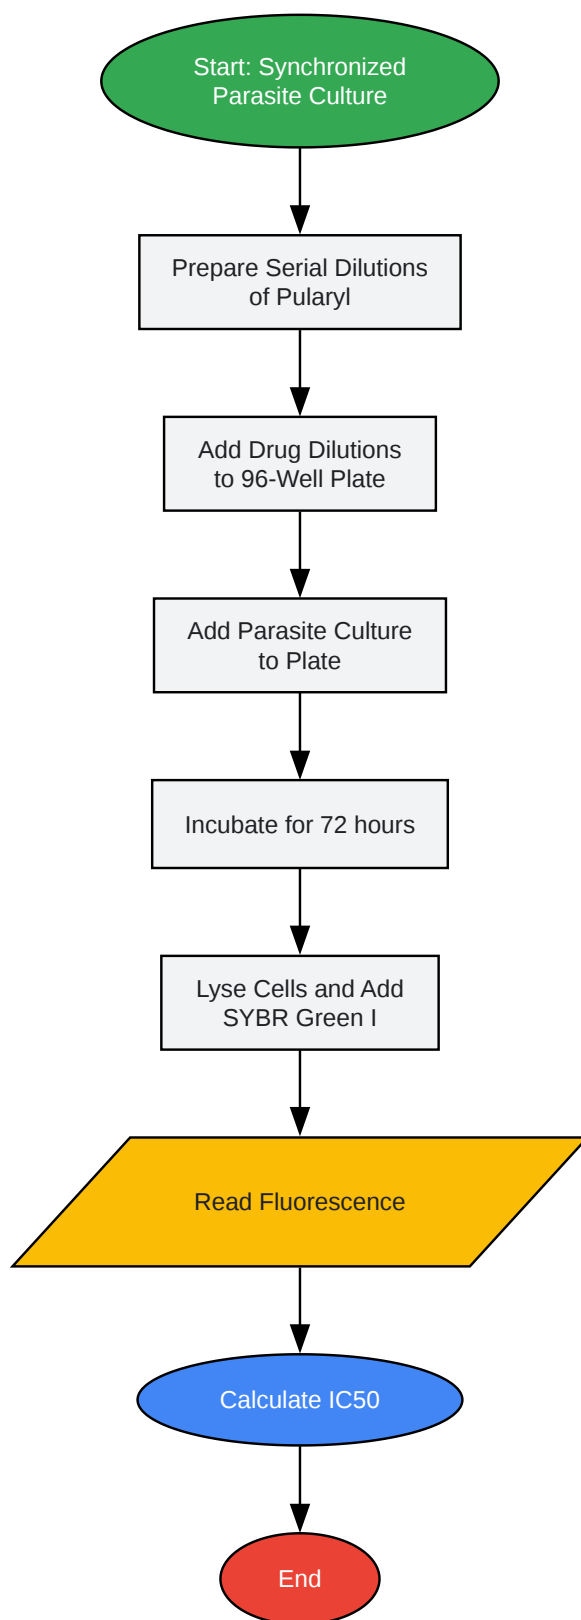 Start: Synchronized
Parasite Culture
Prepare Serial Dilutions
of Pularyl
Add Drug Dilutions
to 96-Well Plate
Add Parasite Culture
to Plate
Incubate for 72 hours
Lyse Cells and Add
SYBR Green I
Read Fluorescence
Calculate IC50
End